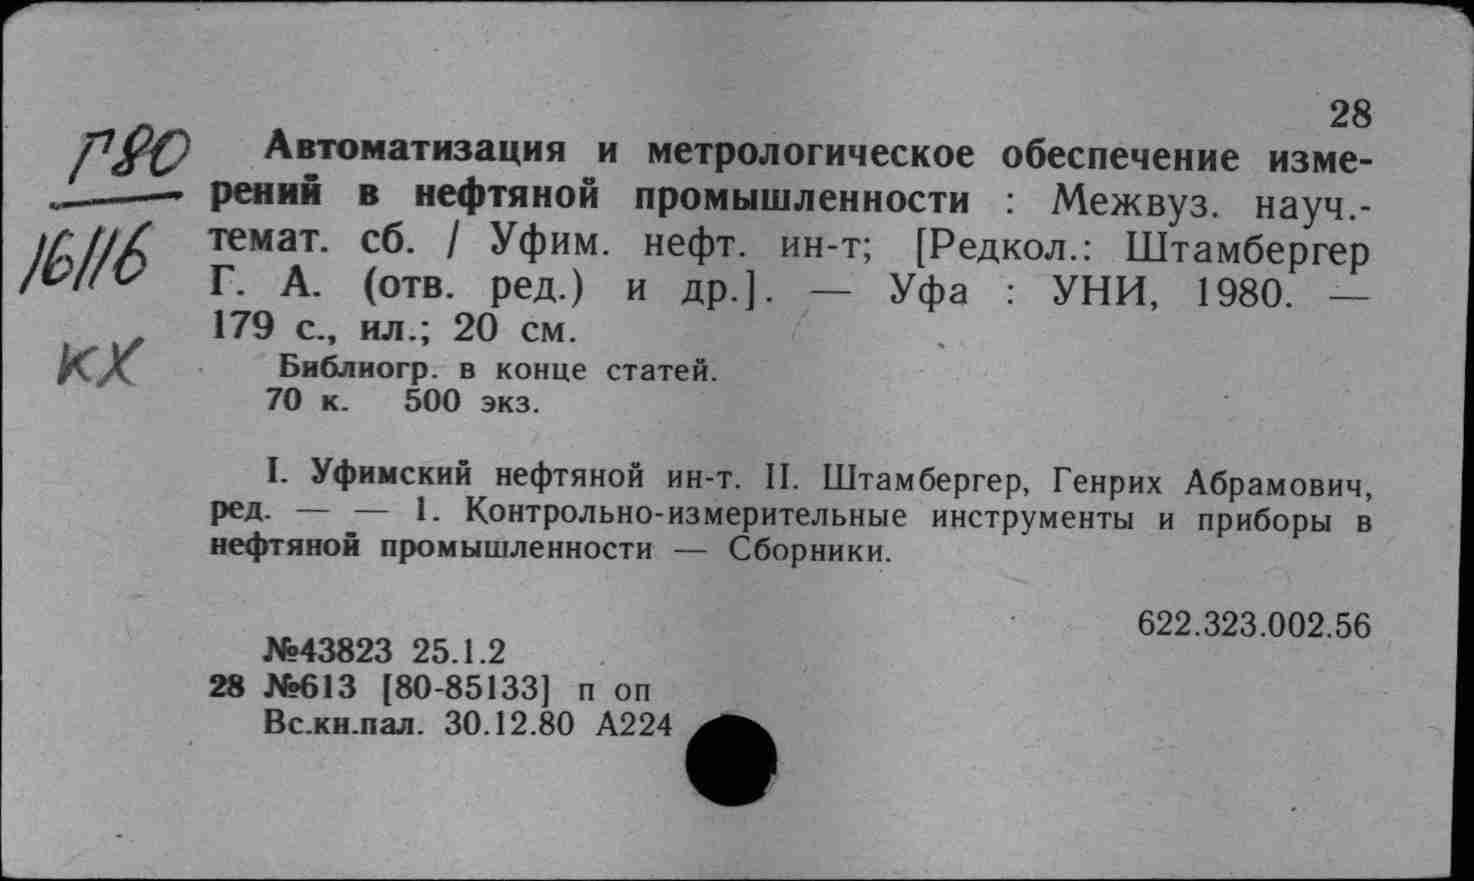 28
Г80
16116
КХ
Автоматизация и метрологическое обеспечение изме-
рений в нефтяной промышленности : Межвуз. науч.-
темат. сб. / Уфим. нефт. ин-т; [Редкол.: Штамбергер
Г. А. (отв. ред.) и др.]. — Уфа : УНИ, 1980. —
179 с., ил.; 20 см.
Библиогр. в конце статей.
70 к. 500 экз.
I. Уфимский нефтяной ин-т. II. Штамбергер, Генрих Абрамович,
ред. — — 1. Контрольно-измерительные инструменты и приборы в
нефтяной промышленности — Сборники.
622.323.002.56
№43823 25.1.2
28 №613 [80-85133] п оп
Вс.кн.пал. 30.12.80 А224